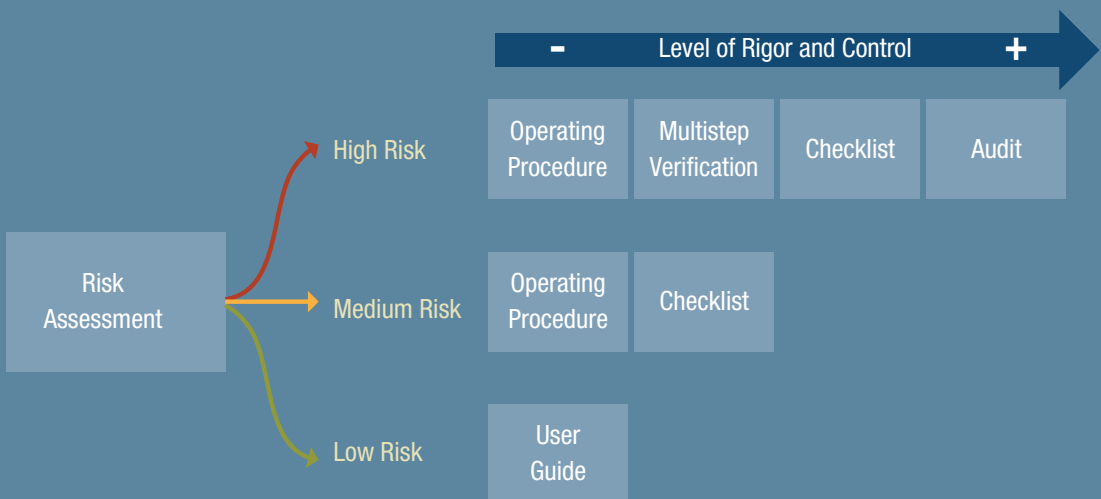 - Level of Rigor and Control +
High Risk
Operating
Procedure
Multistep
Verification
Checklist
Audit
Risk
Assessment
Medium Risk
Operating
Procedure
Checklist
Low Risk
User
Guide